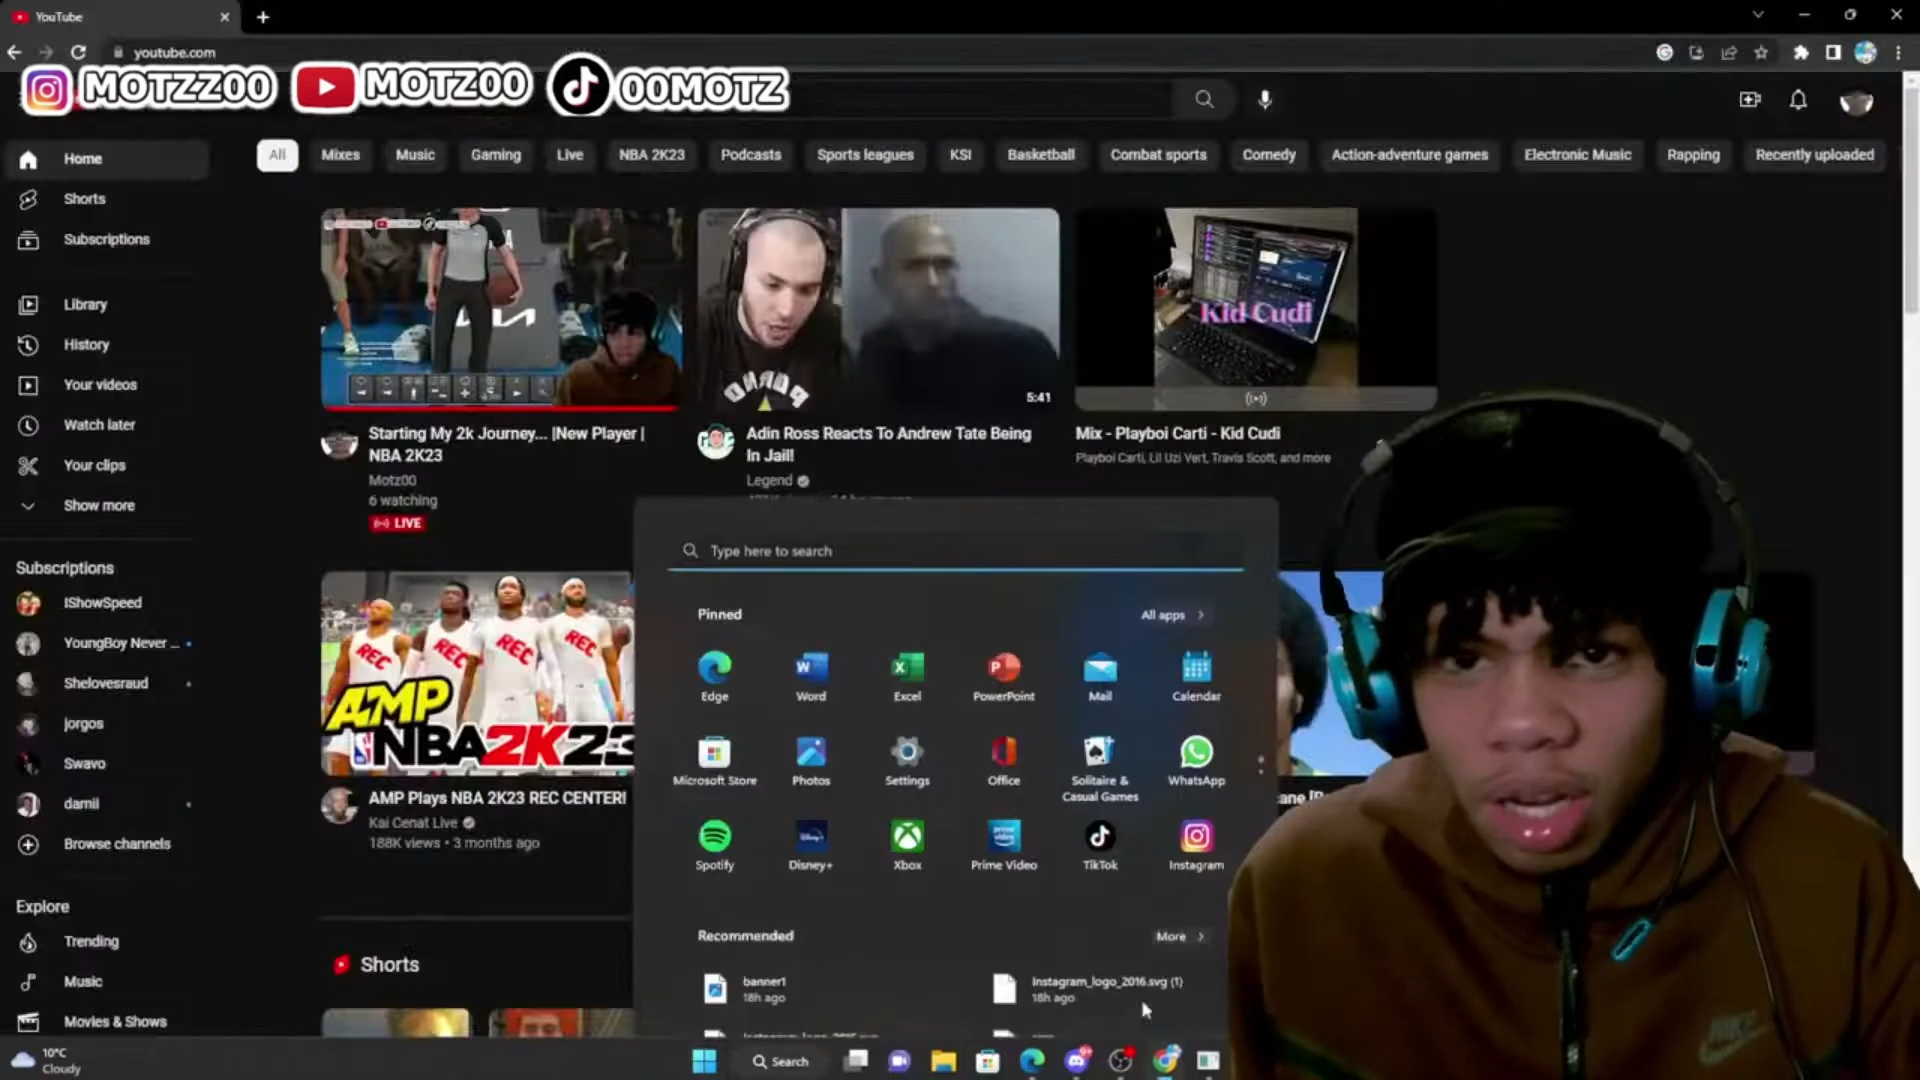 YouTube
youtube.com
MOTZZ00 MOTZ00 00MOTZ
All Mixes Music Gaming Live NBA 2K23 Podcasts Sports leagues KSI Basketball Combat sports Comedy Action-adventure games Electronic Music Rapping Recently uploaded
Home
Shorts
Subscriptions
Library
History
Your videos
Watch later
Your clips
Show more
Subscriptions
IShowSpeed
YoungBoy Never ...
Shelovesraud
jorgos
Swavo
damii
Browse channels
Explore
Trending
Music
Movies & Shows
Starting My 2k Journey... |New Player |
NBA 2K23
Motz00
6 watching
LIVE
5:41
Adin Ross Reacts To Andrew Tate Being
In Jail!
Legend
Kid Cudi
Mix - Playboi Carti - Kid Cudi
Playboi Carti, Lil Uzi Vert, Travis Scott, and more
REC REC REC REC
AMP
NBA2K23
AMP Plays NBA 2K23 REC CENTER!
Kai Cenat Live
188K views • 3 months ago
Shorts
Type here to search
Pinned
All apps
Edge Word Excel PowerPoint Mail Calendar
Microsoft Store Photos Settings Office Solitaire & WhatsApp
Casual Games
Spotify Disney+ Xbox Prime Video TikTok Instagram
Recommended
More
banner1
18h ago
Instagram_logo_2016.svg (1)
18h ago
NIKE
10°C
Cloudy
Search